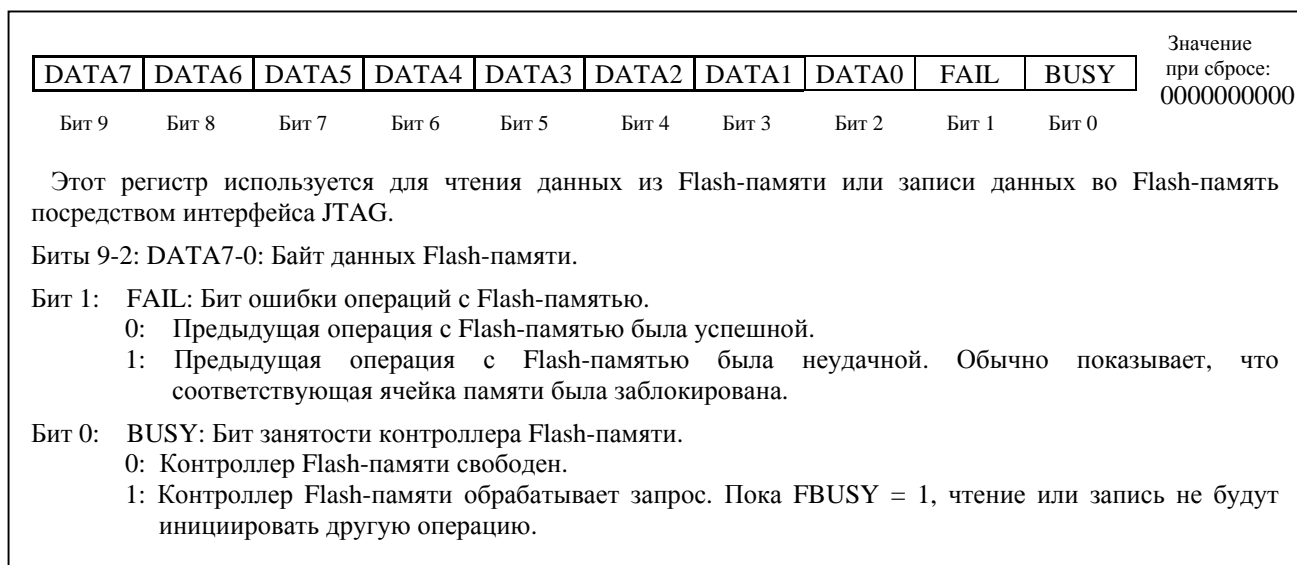 Значение
при сбросе:
DATA7 DATA6 DATA5 DATA4 DATA3 DATA2 DATA1 DATA0 FAIL BUSY
0000000000
Бит 9 Бит 8 Бит 7 Бит 6 Бит 5 Бит 4 Бит 3 Бит 2 Бит 1 Бит 0
Этот регистр используется для чтения данных из Flash-памяти или записи данных во Flash-память
посредством интерфейса JTAG.
Биты 9-2: DATA7-0: Байт данных Flash-памяти.
Бит 1: FAIL: Бит ошибки операций с Flash-памятью.
0: Предыдущая операция с Flash-памятью была успешной.
1: Предыдущая операция с Flash-памятью была неудачной. Обычно показывает, что
соответствующая ячейка памяти была заблокирована.
Бит 0: BUSY: Бит занятости контроллера Flash-памяти.
0: Контроллер Flash-памяти свободен.
1: Контроллер Flash-памяти обрабатывает запрос. Пока FBUSY = 1, чтение или запись не будут
инициировать другую операцию.